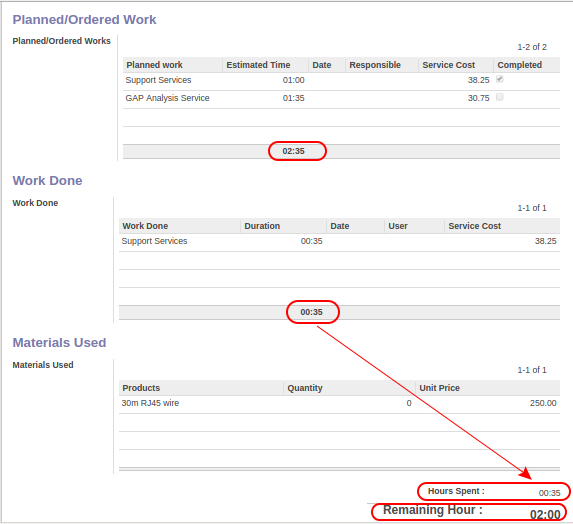 Planned/Ordered Work
Planned/Ordered Works
1-2 of 2
Planned work Estimated Time Date Responsible Service Cost Completed
Support Services 01:00 38.25
GAP Analysis Service 01:35 30.75
02:35
Work Done
Work Done
1-1 of 1
Work Done Duration Date User Service Cost
Support Services 00:35 38.25
00:35
Materials Used
Materials Used
1-1 of 1
Products Quantity Unit Price
30m RJ45 wire 0 250.00
Hours Spent : 00:35
Remaining Hour : 02:00